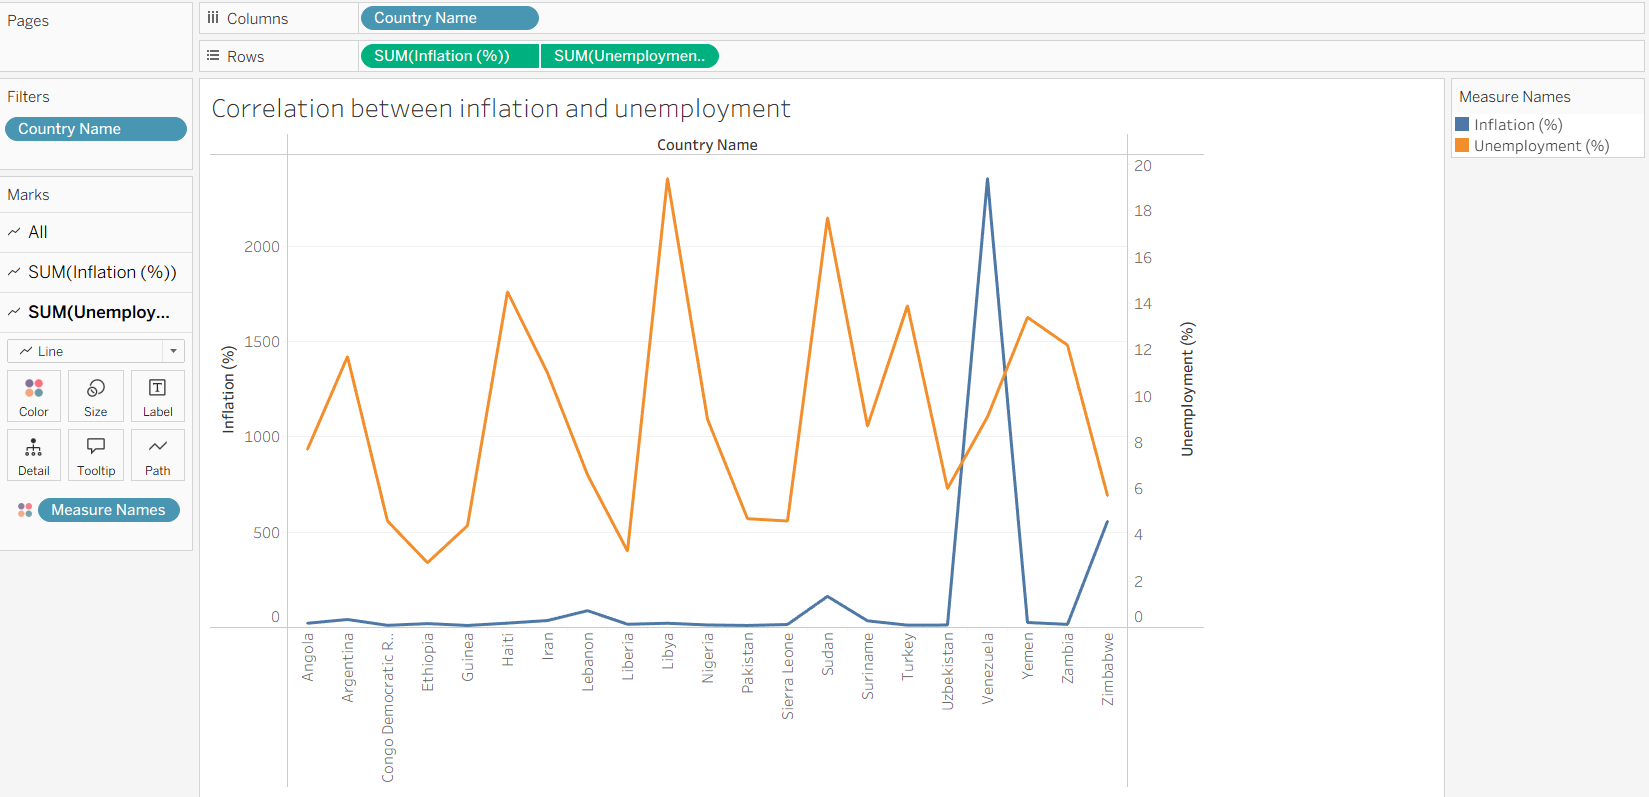 Pages
Columns
Country Name
Rows
SUM(Inflation (%))
SUM(Unemploymen..
Filters
Country Name
Marks
All
SUM(Inflation (%))
SUM(Unemploy...
Line
Color
Size
Label
Detail
Tooltip
Path
Measure Names
Correlation between inflation and unemployment
Country Name
Inflation (%)
2000
1500
1000
500
0
20
18
16
14
12
10
8
6
4
2
0
Unemployment (%)
Angola
Argentina
Congo Democratic R..
Ethiopia
Guinea
Haiti
Iran
Lebanon
Liberia
Libya
Nigeria
Pakistan
Sierra Leone
Sudan
Suriname
Turkey
Uzbekistan
Venezuela
Yemen
Zambia
Zimbabwe
Measure Names
Inflation (%)
Unemployment (%)